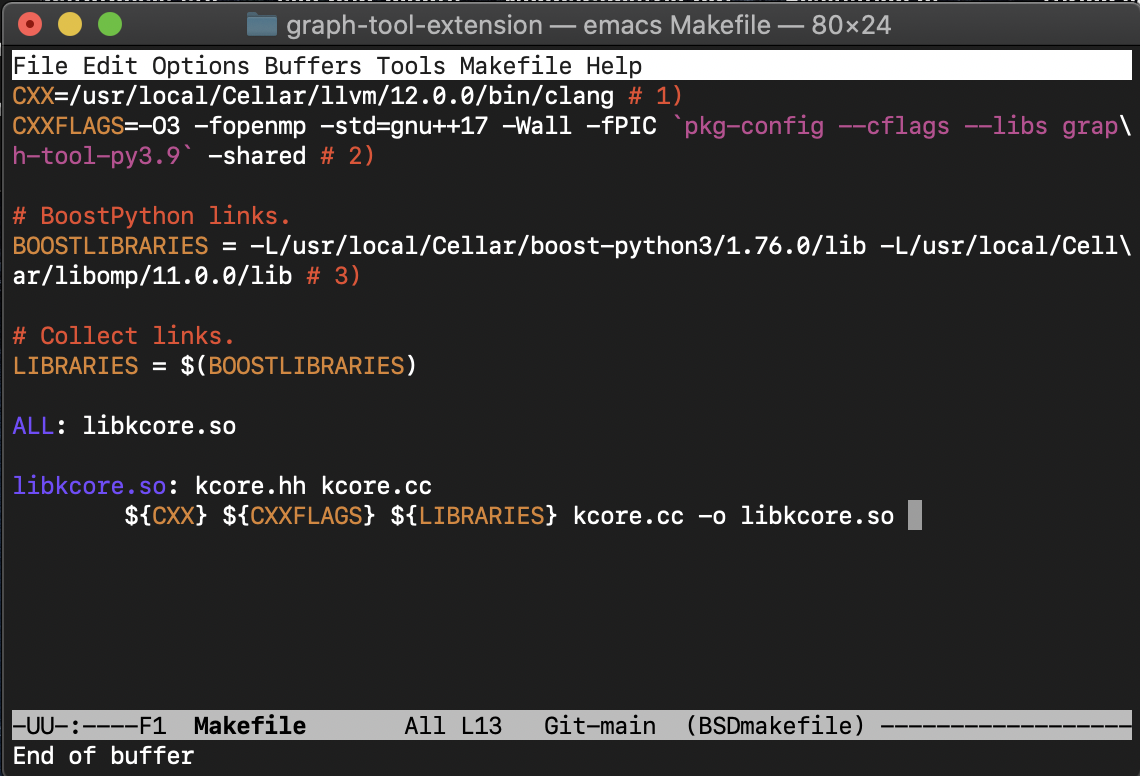 graph-tool-extension — emacs Makefile — 80×24
File Edit Options Buffers Tools Makefile Help
CXX=/usr/local/Cellar/llvm/12.0.0/bin/clang # 1)
CXXFLAGS=-O3 -fopenmp -std=gnu++17 -Wall -fPIC `pkg-config --cflags --libs grap\
h-tool-py3.9` -shared # 2)
# BoostPython links.
BOOSTLIBRARIES = -L/usr/local/Cellar/boost-python3/1.76.0/lib -L/usr/local/Cell\
ar/libomp/11.0.0/lib # 3)
# Collect links.
LIBRARIES = $(BOOSTLIBRARIES)
ALL: libkcore.so
libkcore.so: kcore.hh kcore.cc
${CXX} ${CXXFLAGS} ${LIBRARIES} kcore.cc -o libkcore.so
-UU-:----F1  Makefile       All L13   Git-main  (BSDmakefile) ------------------
End of buffer